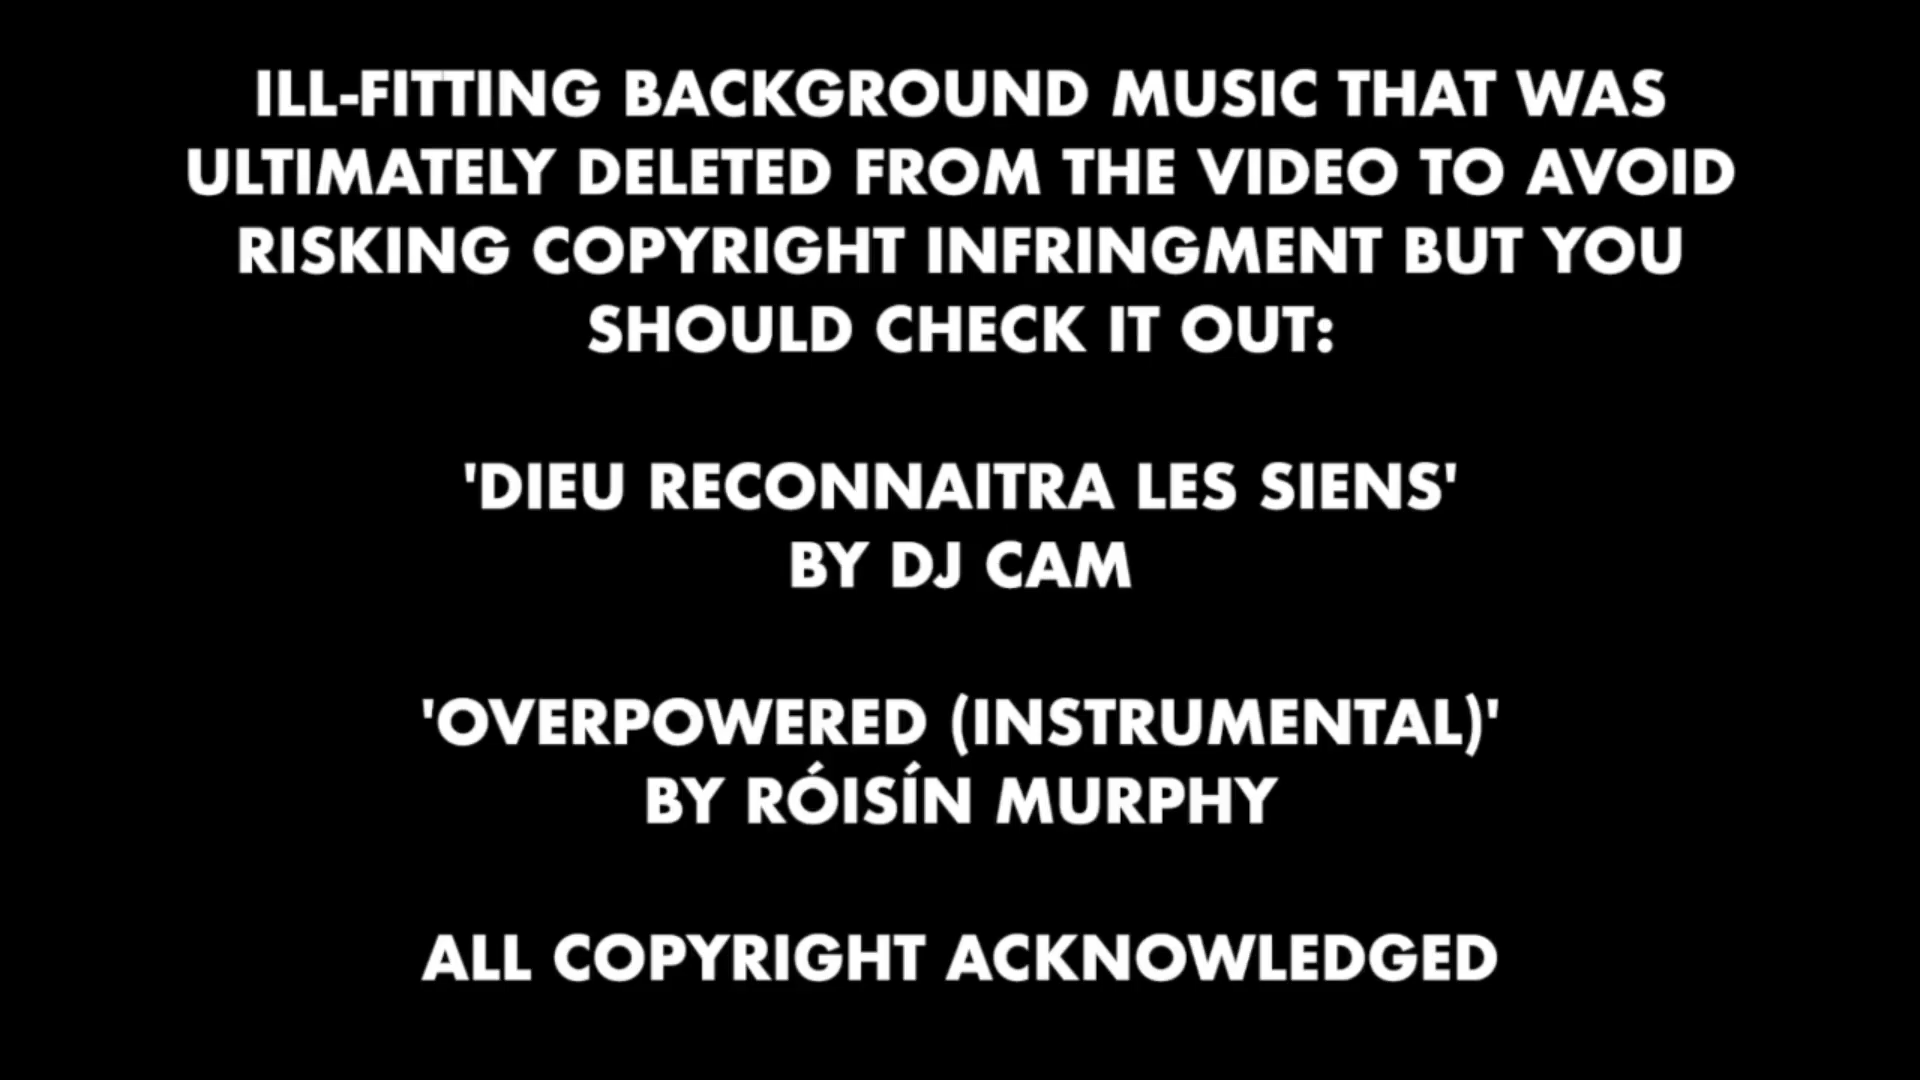 ILL-FITTING BACKGROUND MUSIC THAT WAS
ULTIMATELY DELETED FROM THE VIDEO TO AVOID
RISKING COPYRIGHT INFRINGMENT BUT YOU
SHOULD CHECK IT OUT:
'DIEU RECONNAITRA LES SIENS'
BY DJ CAM
'OVERPOWERED (INSTRUMENTAL)'
BY RÓISÍN MURPHY
ALL COPYRIGHT ACKNOWLEDGED